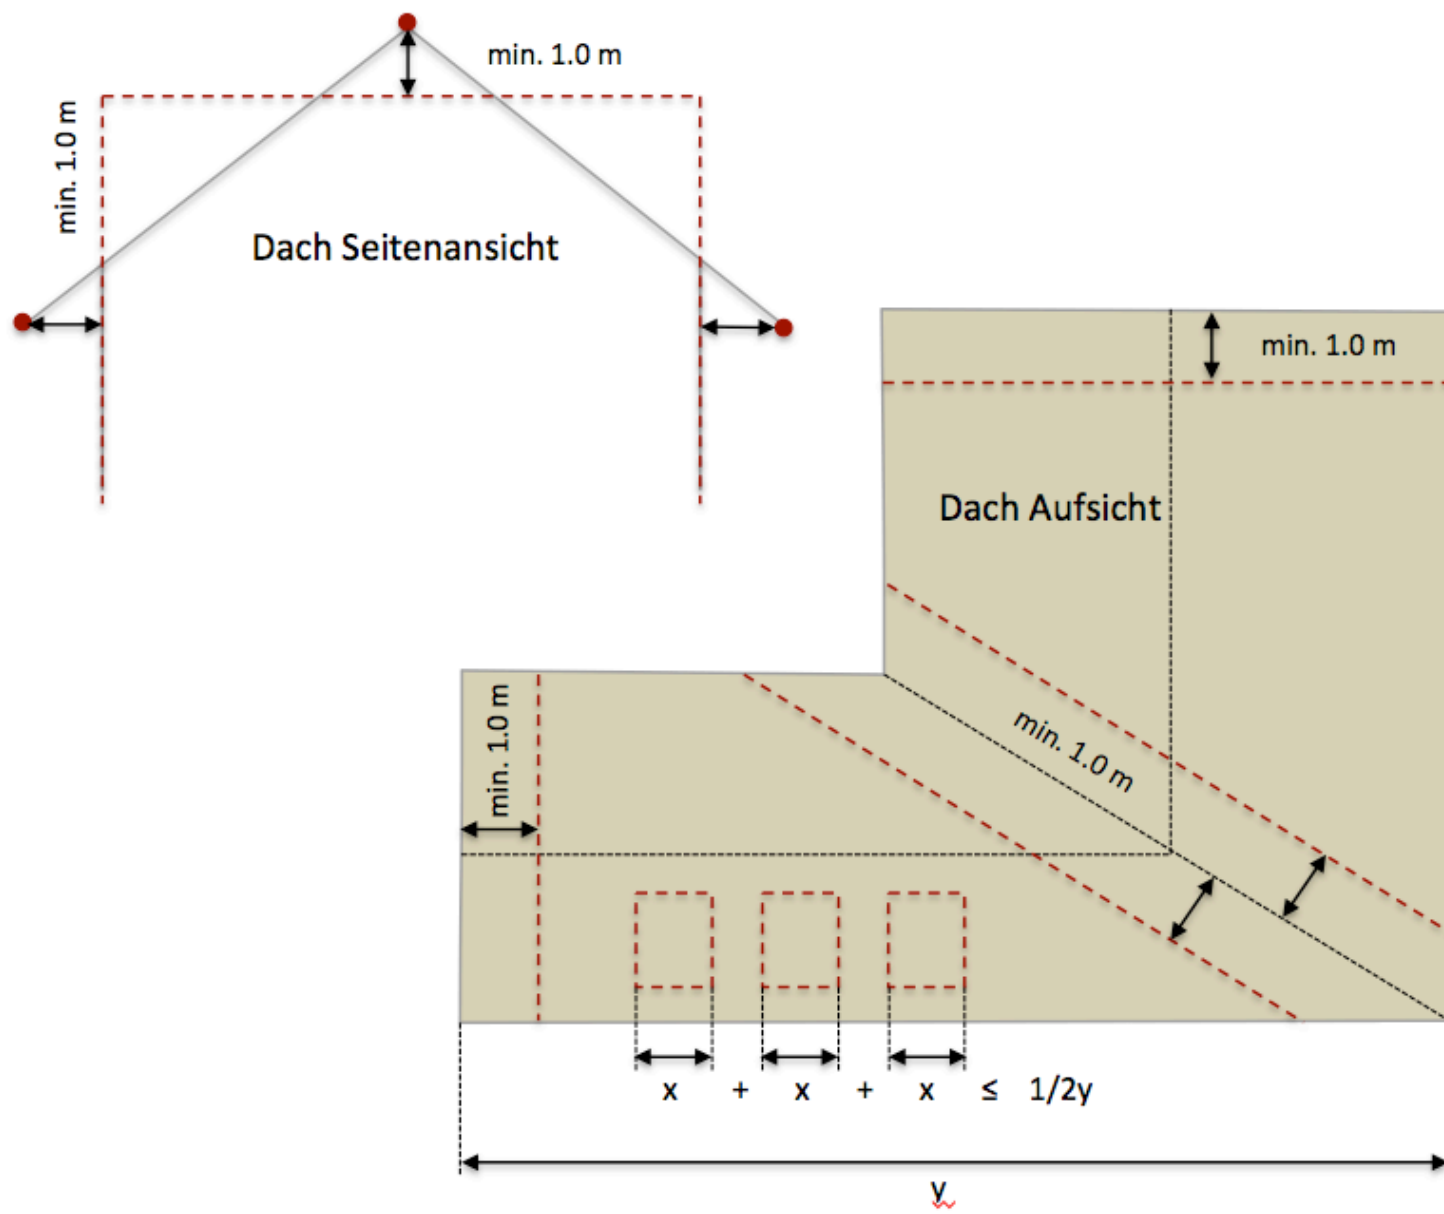 min. 1.0 m
min. 1.0 m
Dach Seitenansicht
min. 1.0 m
Dach Aufsicht
min. 1.0 m
min. 1.0 m
x + x + x ≤ 1/2y
y